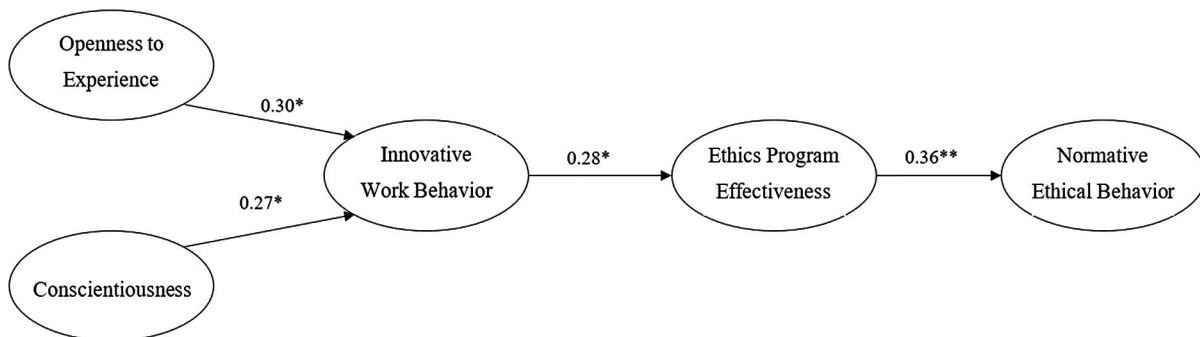 Openness to
Experience
0.30*
Conscientiousness
0.27*
Innovative
Work Behavior
0.28*
Ethics Program
Effectiveness
0.36**
Normative
Ethical Behavior